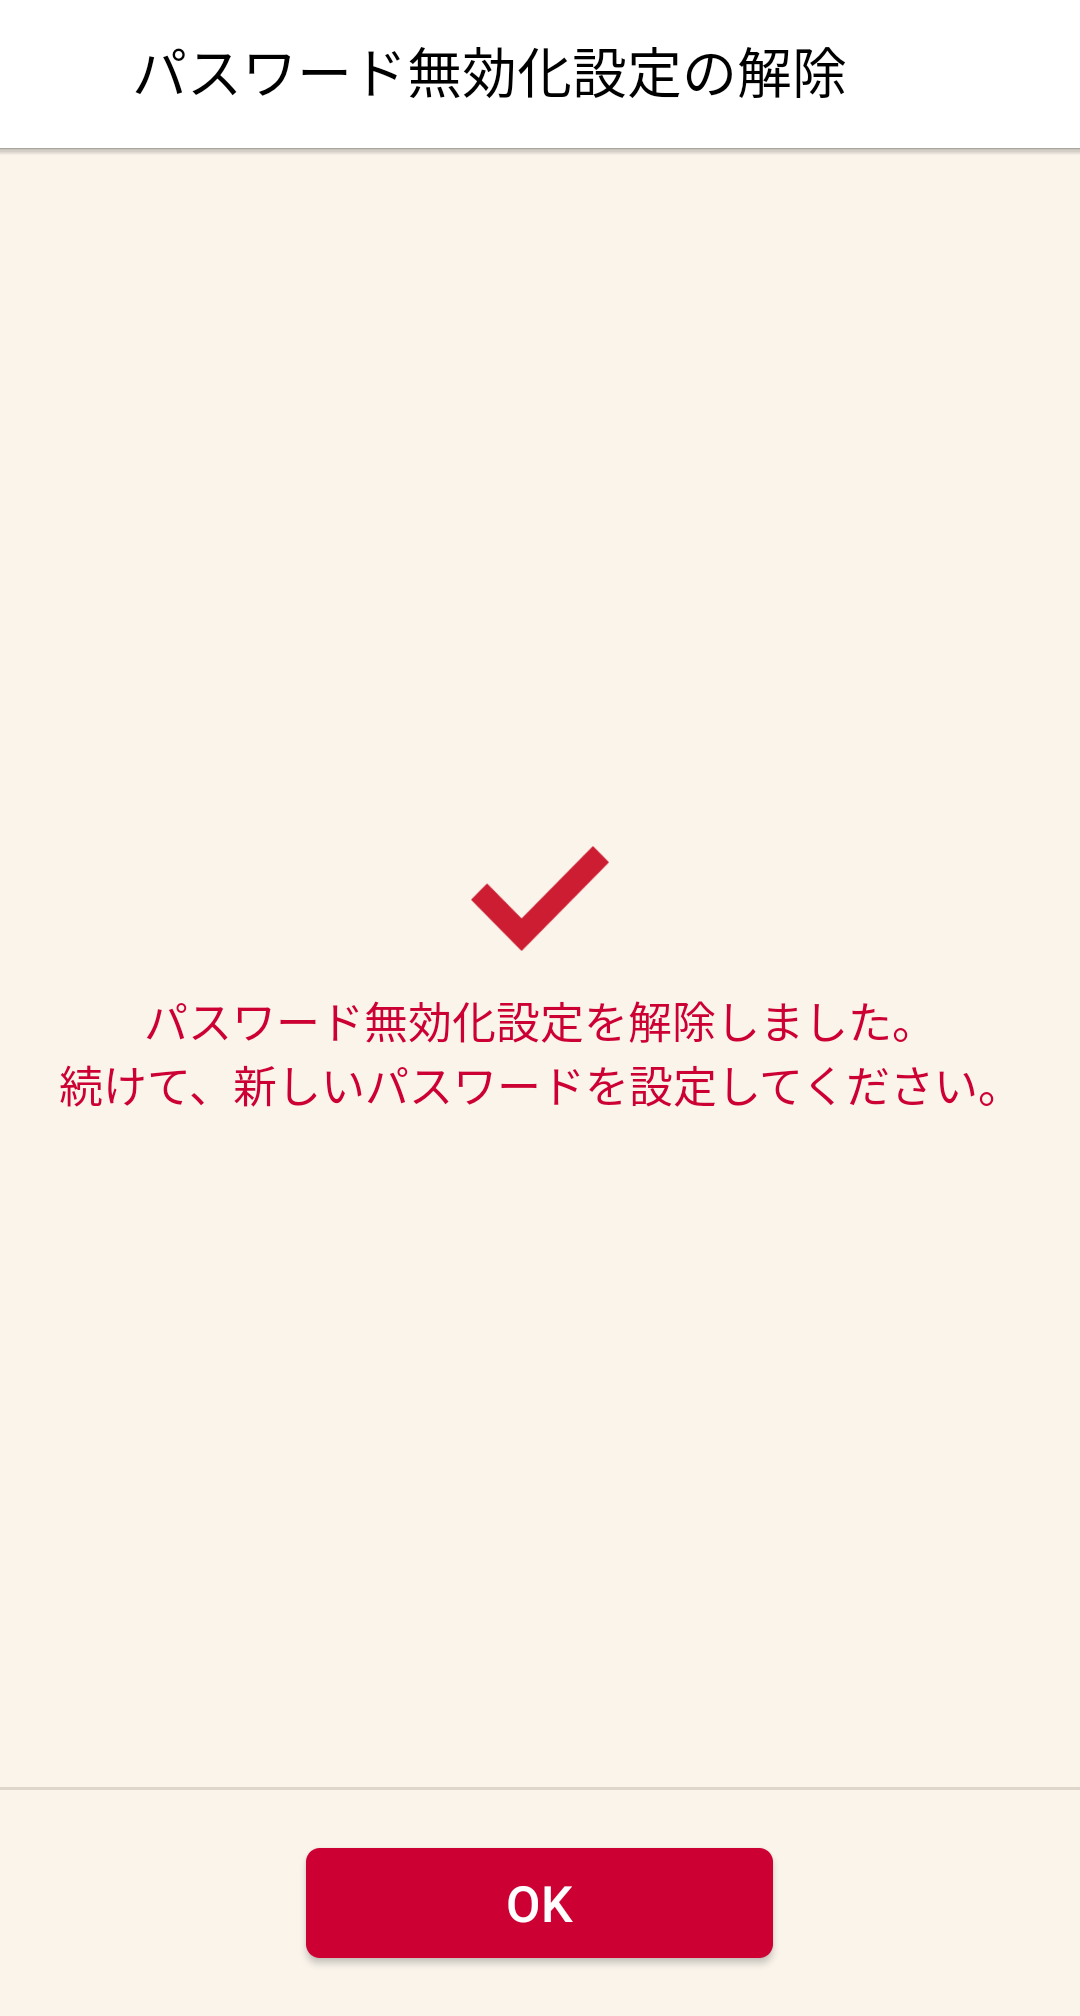 パスワード無効化設定の解除
パスワード無効化設定を解除しました。
続けて、新しいパスワードを設定してください。
OK